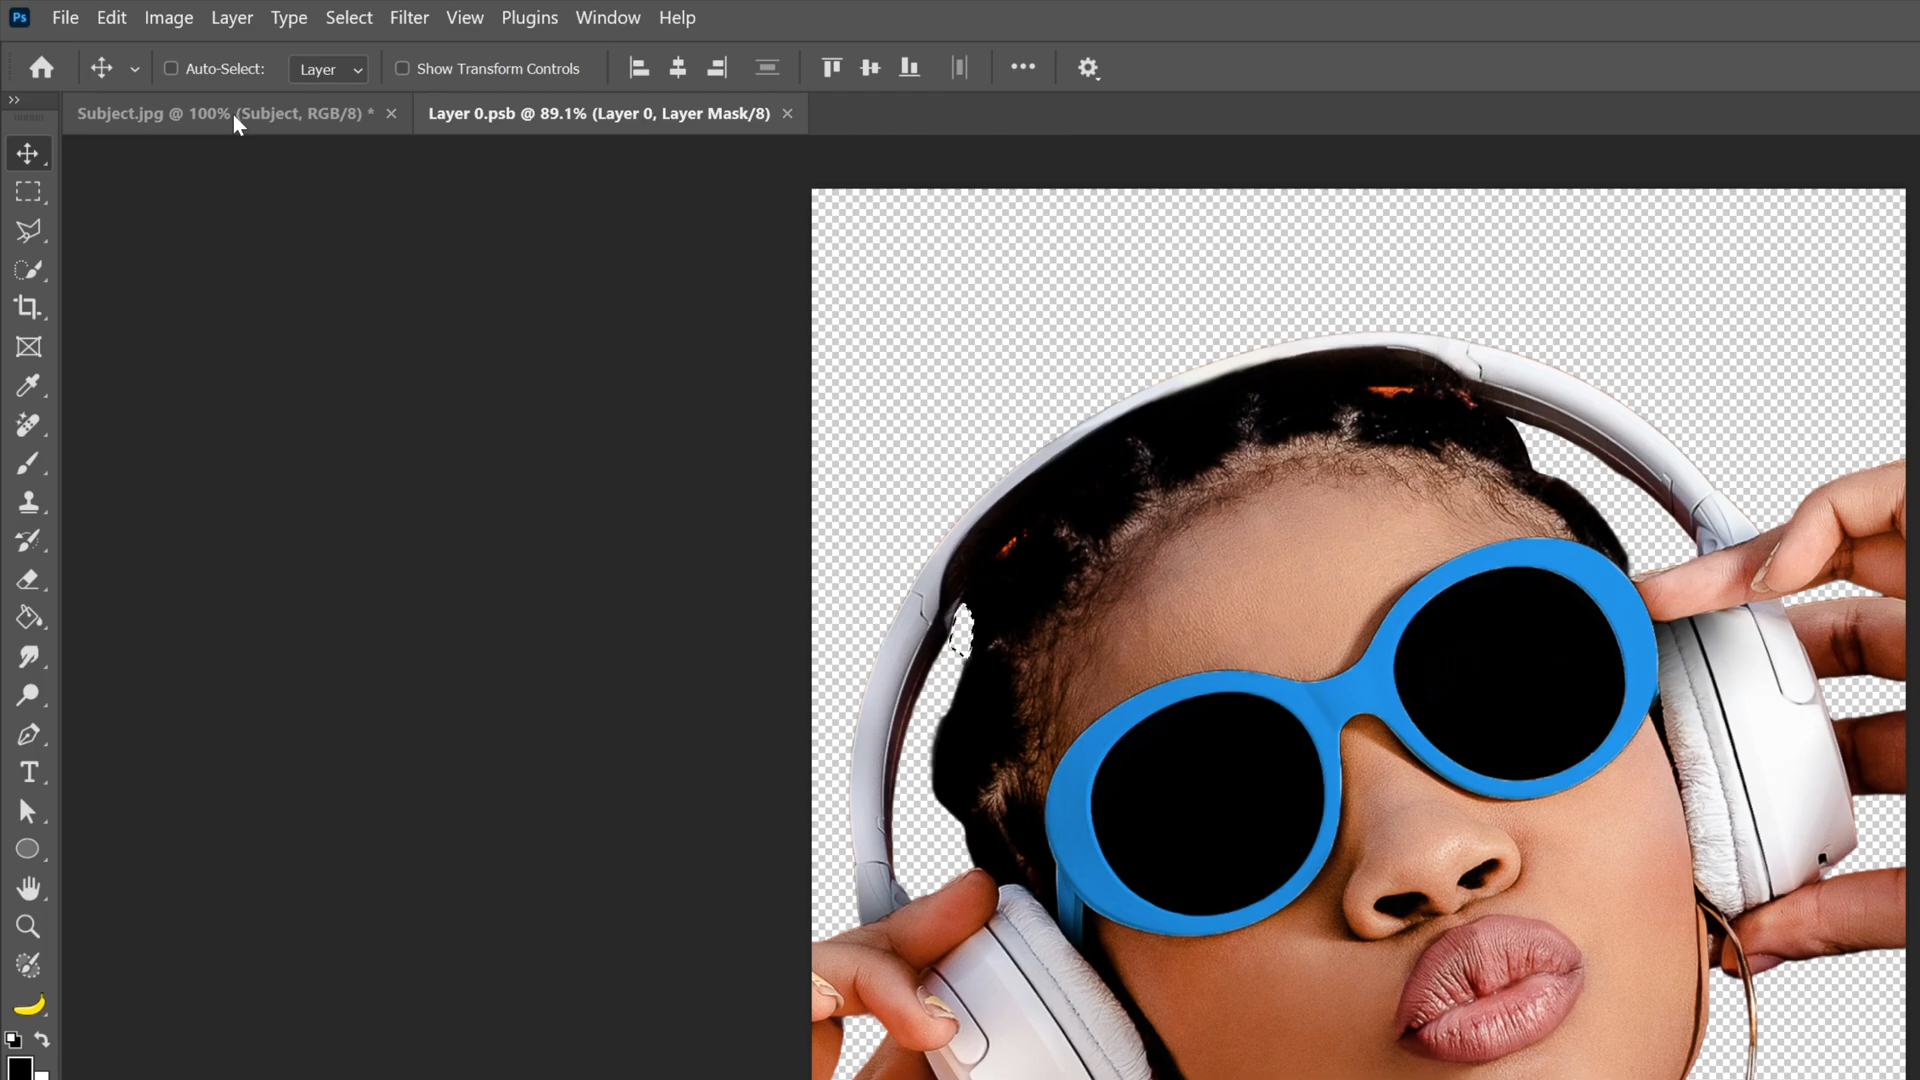 Ps File Edit Image Layer Type Select Filter View Plugins Window Help
Auto-Select: Layer Show Transform Controls
Subject.jpg @ 100% (Subject, RGB/8) * Layer 0.psb @ 89.1% (Layer 0, Layer Mask/8)